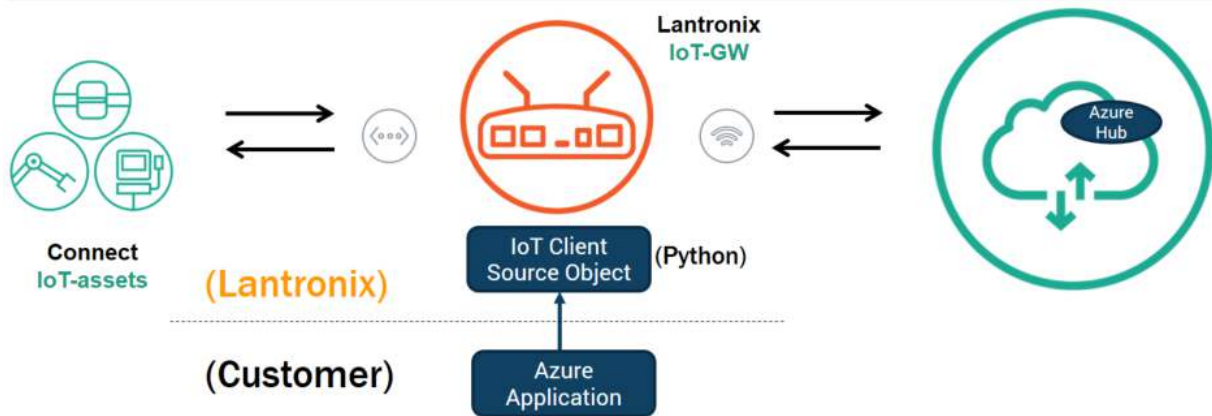 Lantronix
IoT-GW
Azure
Hub
Connect
IoT-assets
IoT Client
Source Object
(Python)
(Lantronix)
(Customer)
Azure
Application